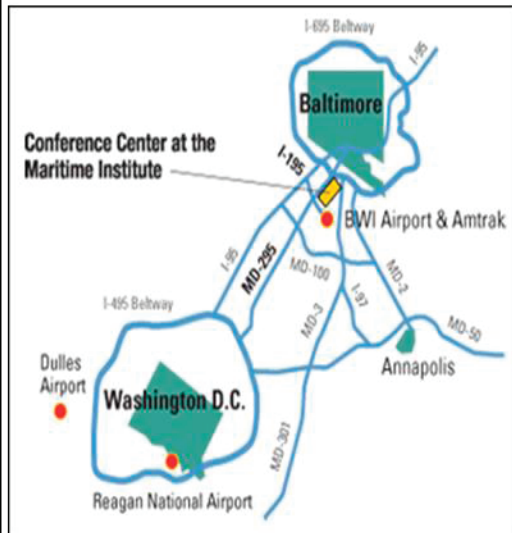 I-695 Beltway
I-95
Baltimore
Conference Center at the
Maritime Institute
I-195
BWI Airport & Amtrak
I-95
MD-295
MD-100
MD-2
I-97
I-495 Beltway
MD-3
MD-50
Dulles
Airport
Annapolis
Washington D.C.
MD-301
Reagan National Airport